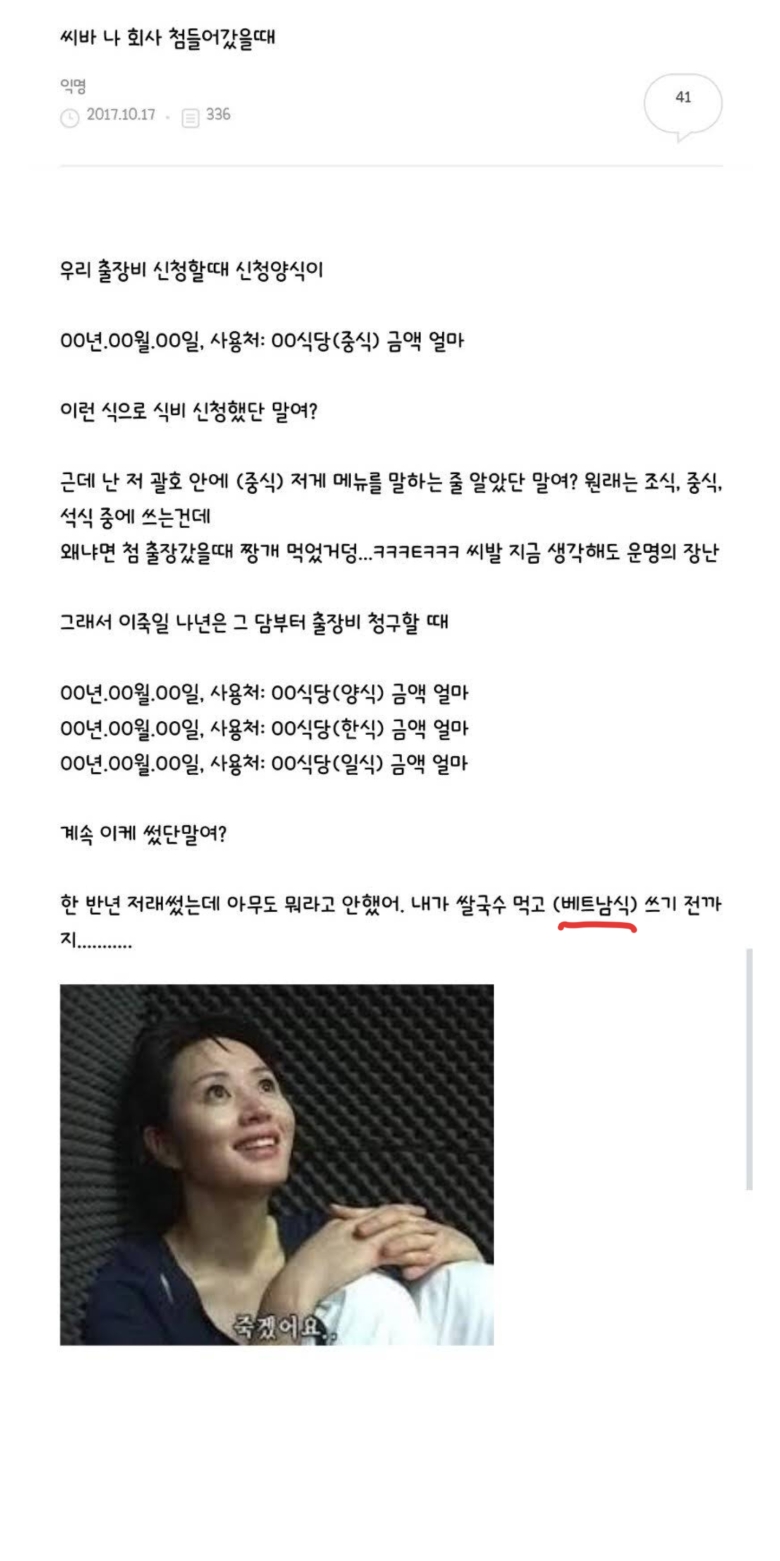 씨바 나 회사 첨들어갔을때
익명
2017.10.17 · 336
41
우리 출장비 신청할때 신청양식이
00년.00월.00일, 사용처: 00식당(중식) 금액 얼마
이런 식으로 식비 신청했단 말여?
근데 난 저 괄호 안에 (중식) 저게 메뉴를 말하는 줄 알았단 말여? 원래는 조식, 중식,
석식 중에 쓰는건데
왜냐면 첨 출장갔을때 짱개 먹었거덩...ㅋㅋㅋㅌㅋㅋㅋ 씨발 지금 생각해도 운명의 장난
그래서 이죽일 나년은 그 담부터 출장비 청구할 때
00년.00월.00일, 사용처: 00식당(양식) 금액 얼마
00년.00월.00일, 사용처: 00식당(한식) 금액 얼마
00년.00월.00일, 사용처: 00식당(일식) 금액 얼마
계속 이케 썼단말여?
한 반년 저래썼는데 아무도 뭐라고 안했어. 내가 쌀국수 먹고 (베트남식) 쓰기 전까
지...........
죽겠어요..